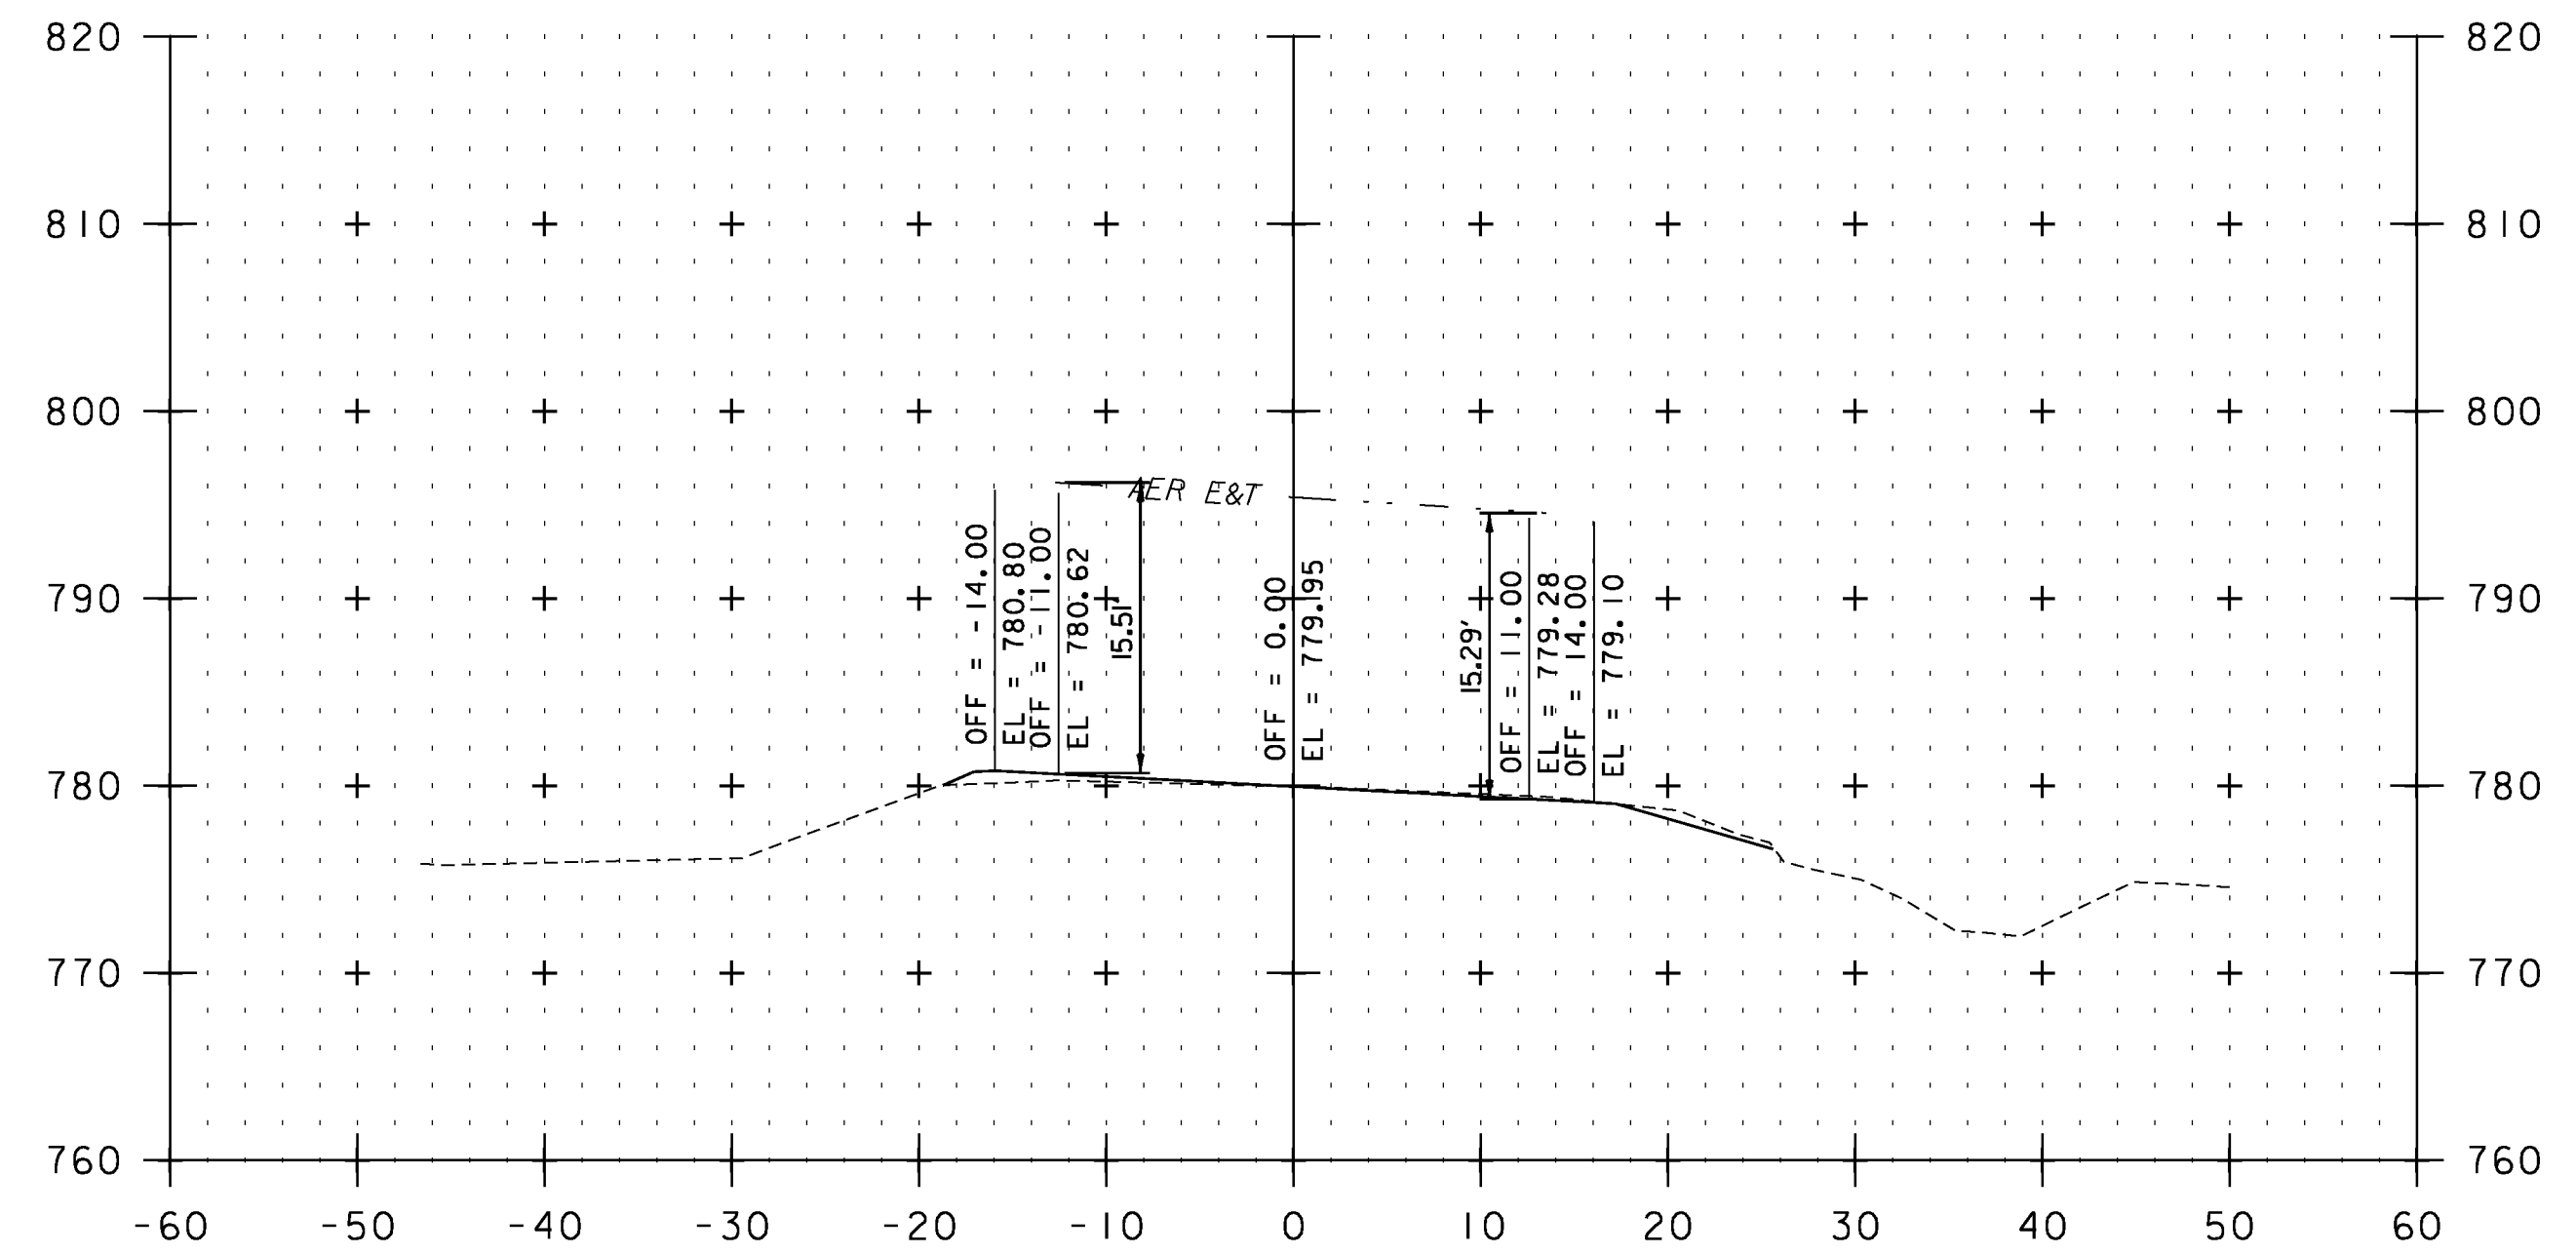 820 820
810 810
800 800
AER E&T
790 790
OFF = -14.00
EL = 780.80
OFF = -11.00
EL = 780.62
15.51'
OFF = 0.00
EL = 779.95
15.29'
OFF = 11.00
EL = 779.28
OFF = 14.00
EL = 779.10
780 780
770 770
760 760
-60 -50 -40 -30 -20 -10 0 10 20 30 40 50 60